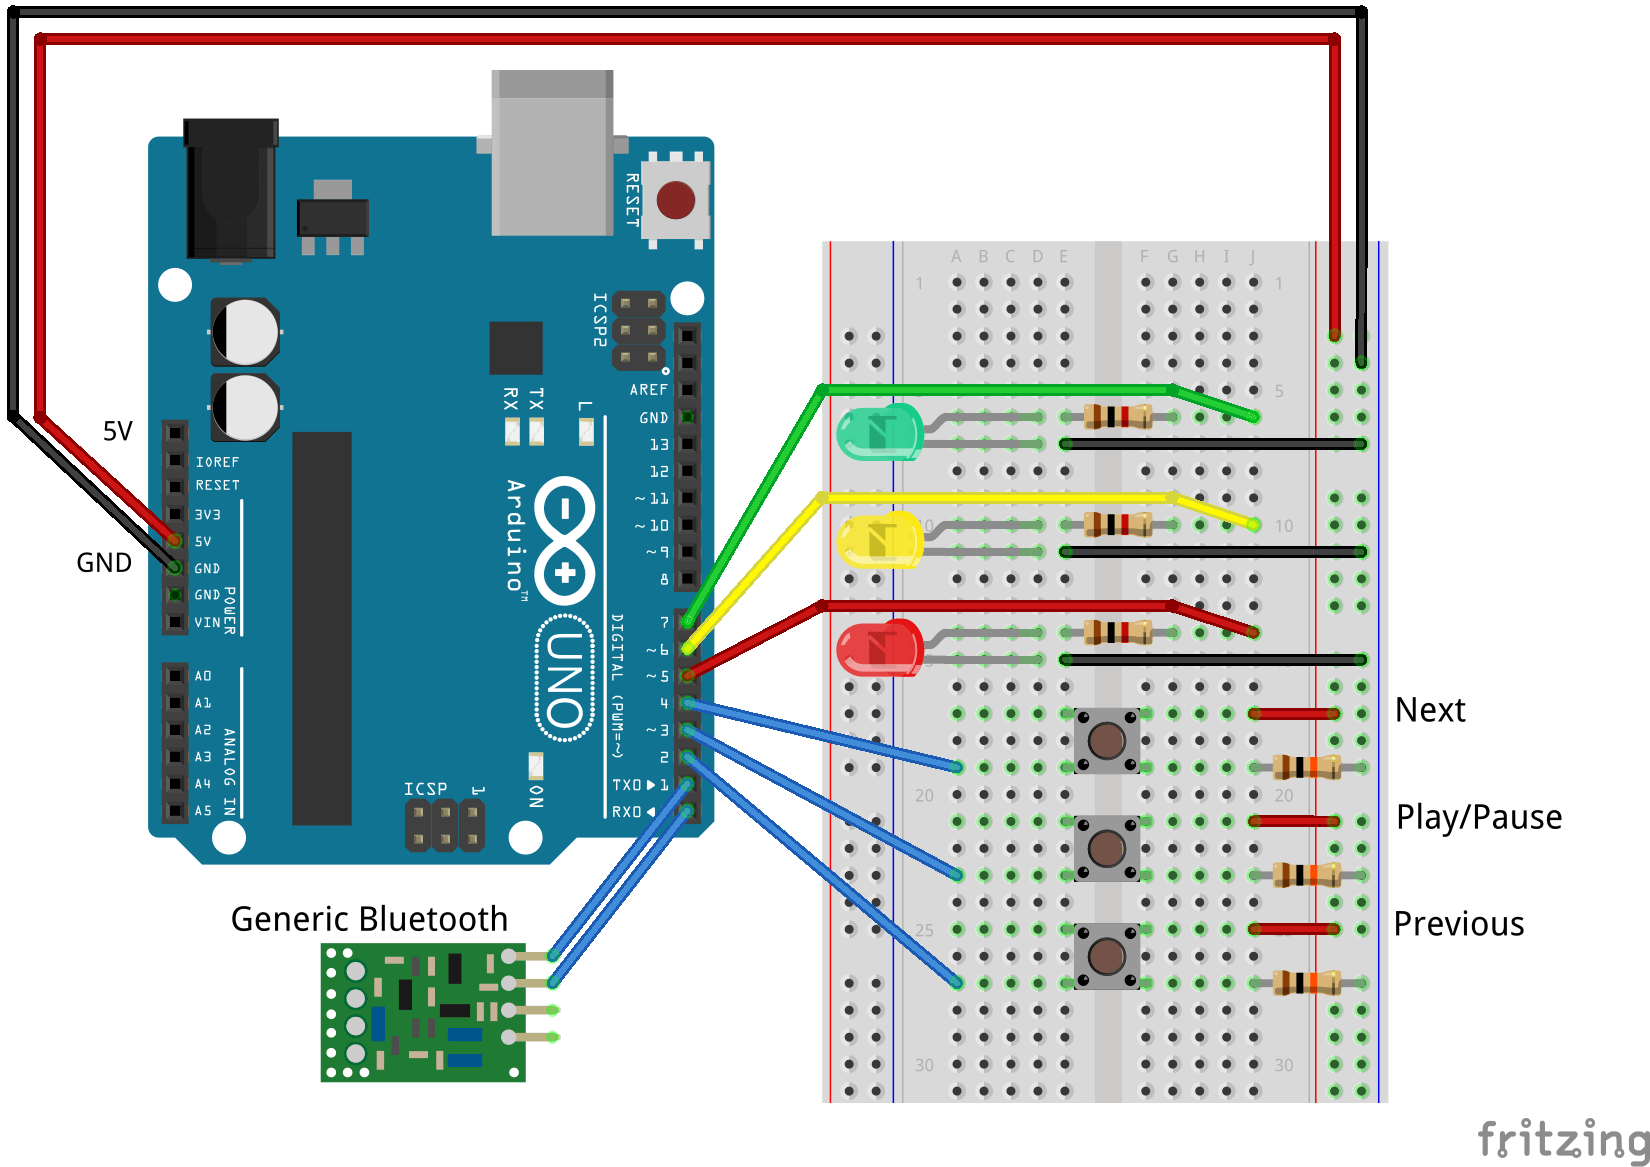 5V
GND
RESET
ICSP2
AREF
GND
13
12
~11
~10
~9
8
7
~6
~5
4
~3
2
TX0▶1
RX0◀
DIGITAL (PWM=~)
RX
TX
L
IOREF
RESET
3V3
5V
GND
GND
VIN
POWER
A0
A1
A2
A3
A4
A5
ANALOG IN
Arduino™
UNO
ICSP
1
ON
Generic Bluetooth
A B C D E F G H I J
1 1
5
10
20 20
25
30 30
Next
Play/Pause
Previous
fritzing